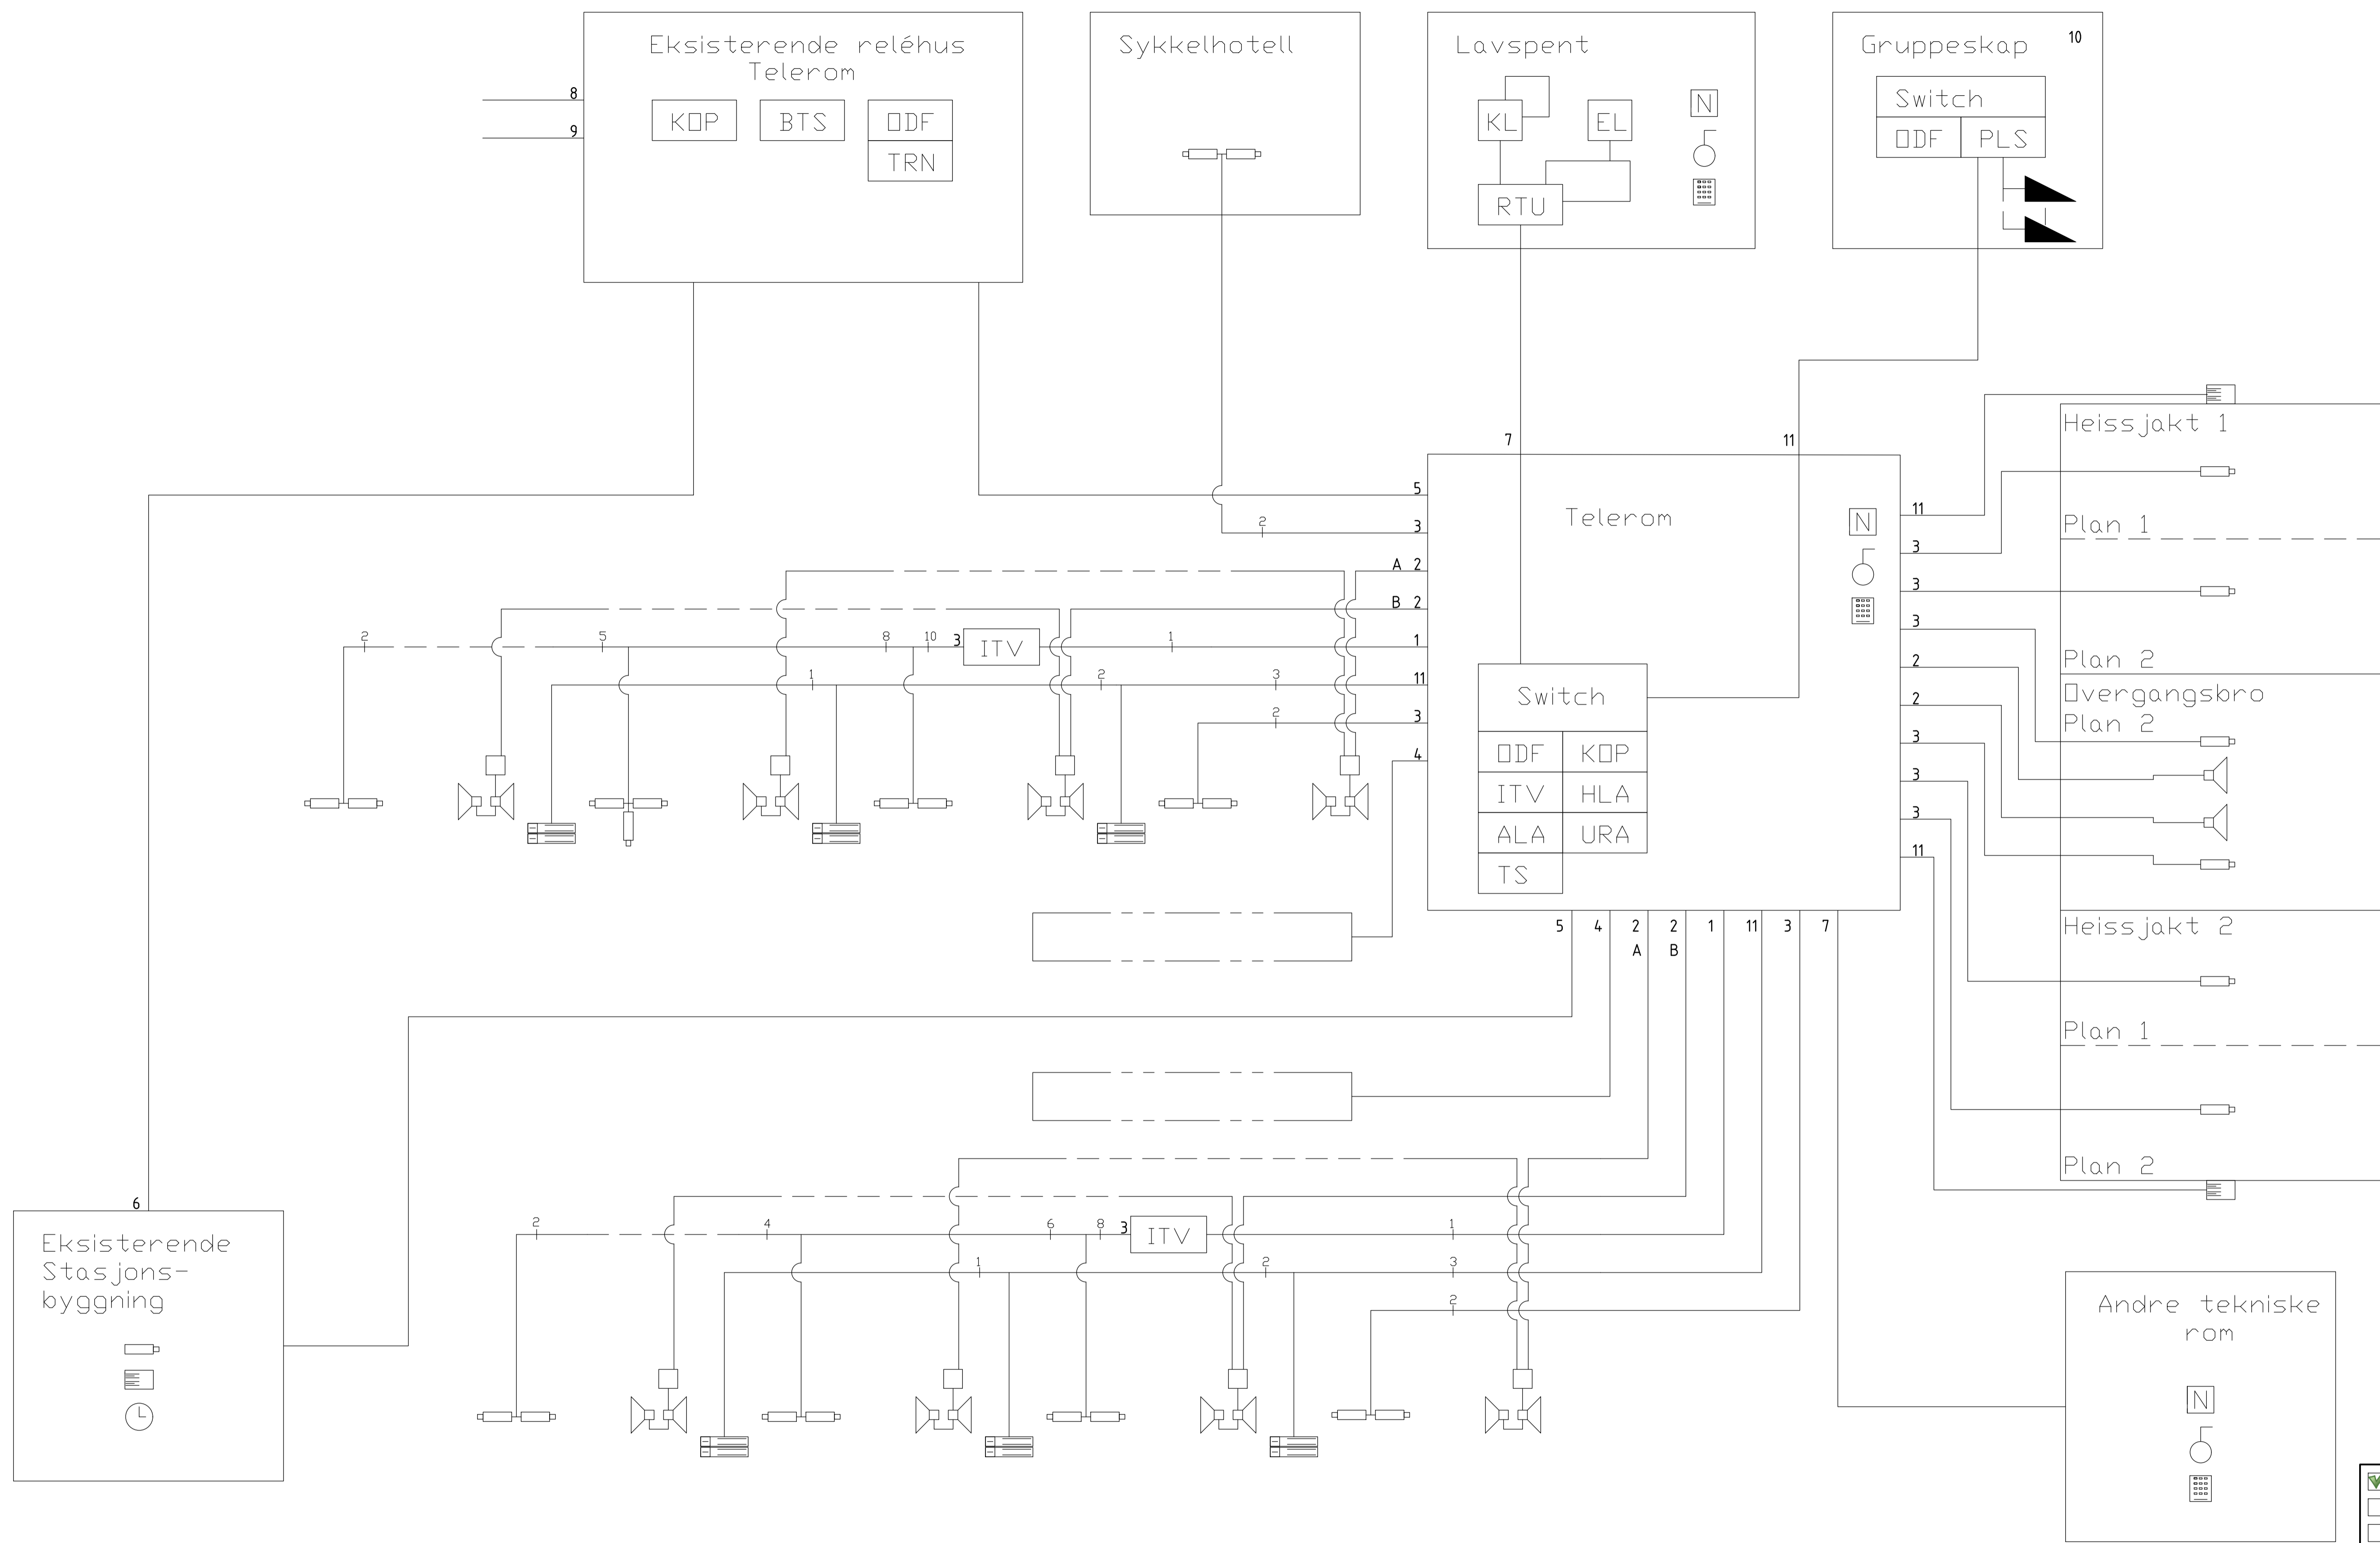 Eksisterende reléhus
Telerom
KOP
BTS
ODF
TRN
8
9
Sykkelhotell
Lavspent
KL
EL
RTU
N
Gruppeskap
10
Switch
ODF
PLS
7
11
5
2
3
A 2
B 2
2
5
8
10
3
ITV
1
1
1
2
3
11
2
3
4
Telerom
N
Switch
ODF
KOP
ITV
HLA
ALA
URA
TS
11
3
3
3
2
2
3
3
3
11
Heissjakt 1
Plan 1
Plan 2
Overgangsbro
Plan 2
Heissjakt 2
Plan 1
Plan 2
5
4
2
2
1
11
3
7
A
B
6
Eksisterende
Stasjons-
byggning
2
4
6
8
3
ITV
1
1
2
3
2
Andre tekniske
rom
N